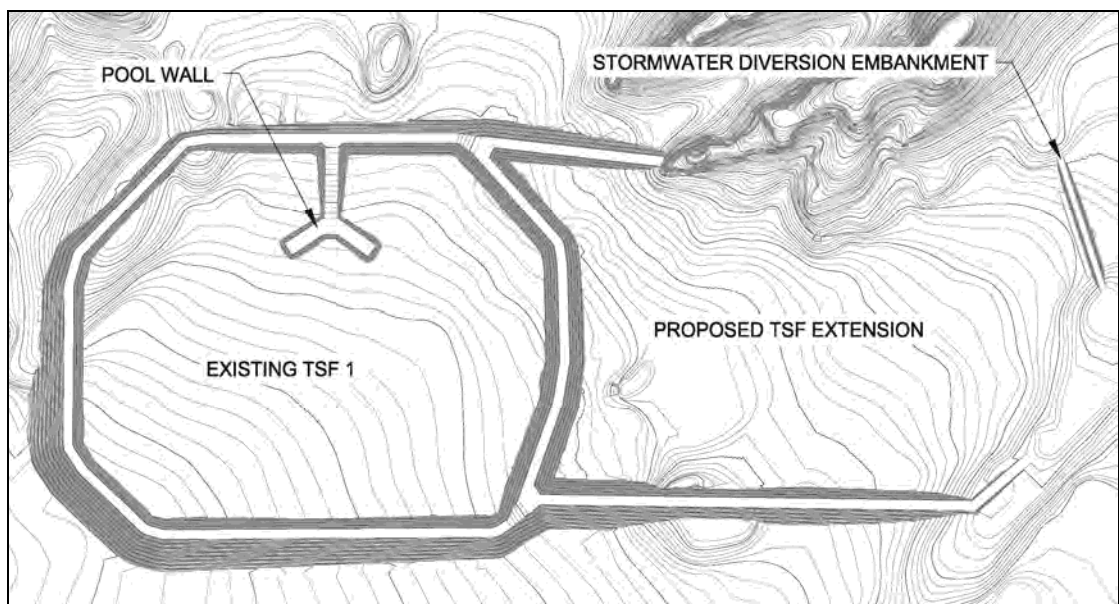 STORMWATER DIVERSION EMBANKMENT
POOL WALL
PROPOSED TSF EXTENSION
EXISTING TSF 1